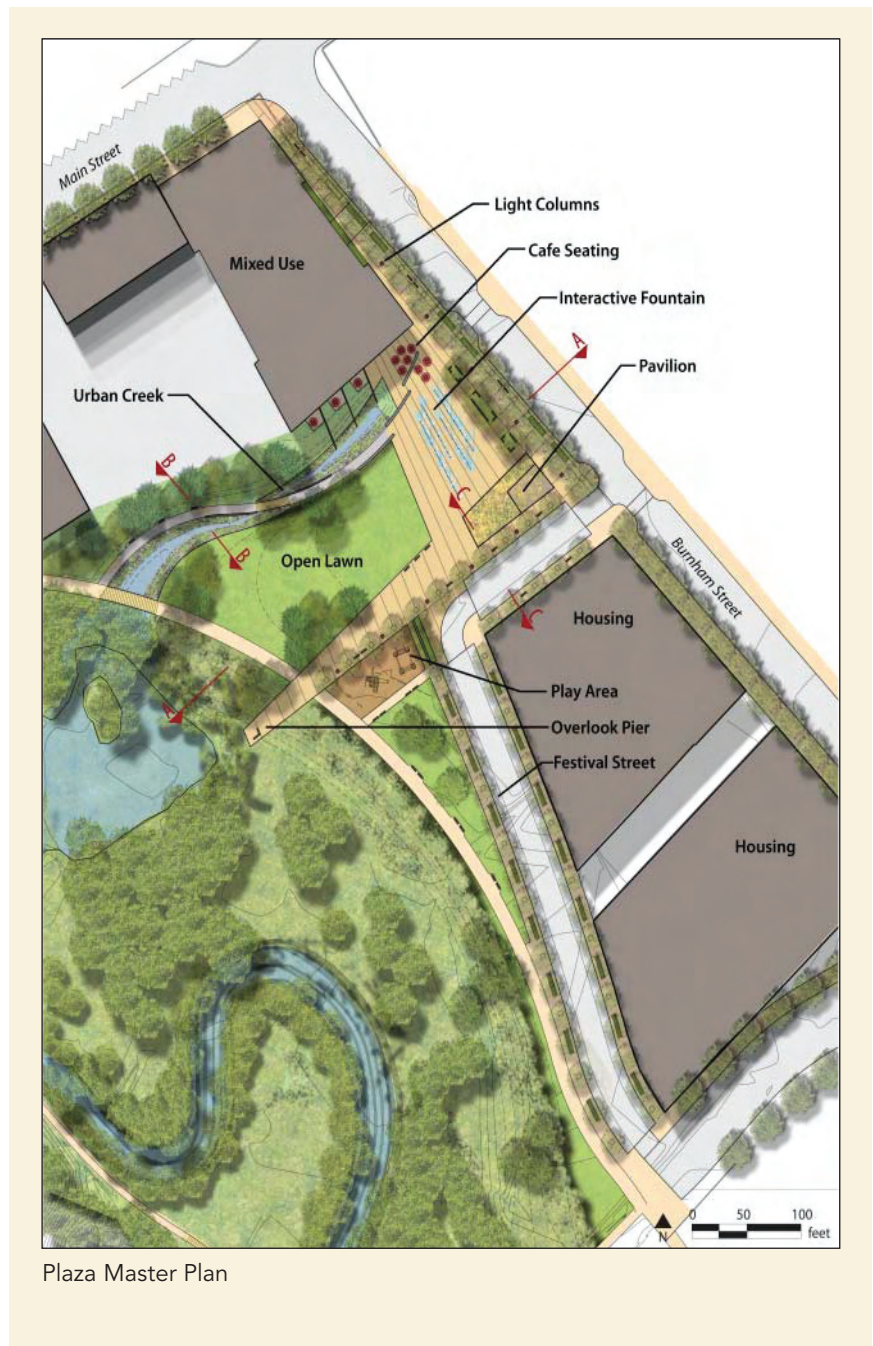 Main Street
Light Columns
Cafe Seating
Mixed Use
Interactive Fountain
A
Pavilion
Urban Creek
B
C
B
Open Lawn
Burnham Street
C
Housing
Play Area
A
Overlook Pier
Festival Street
Housing
0 50 100
feet
N
Plaza Master Plan